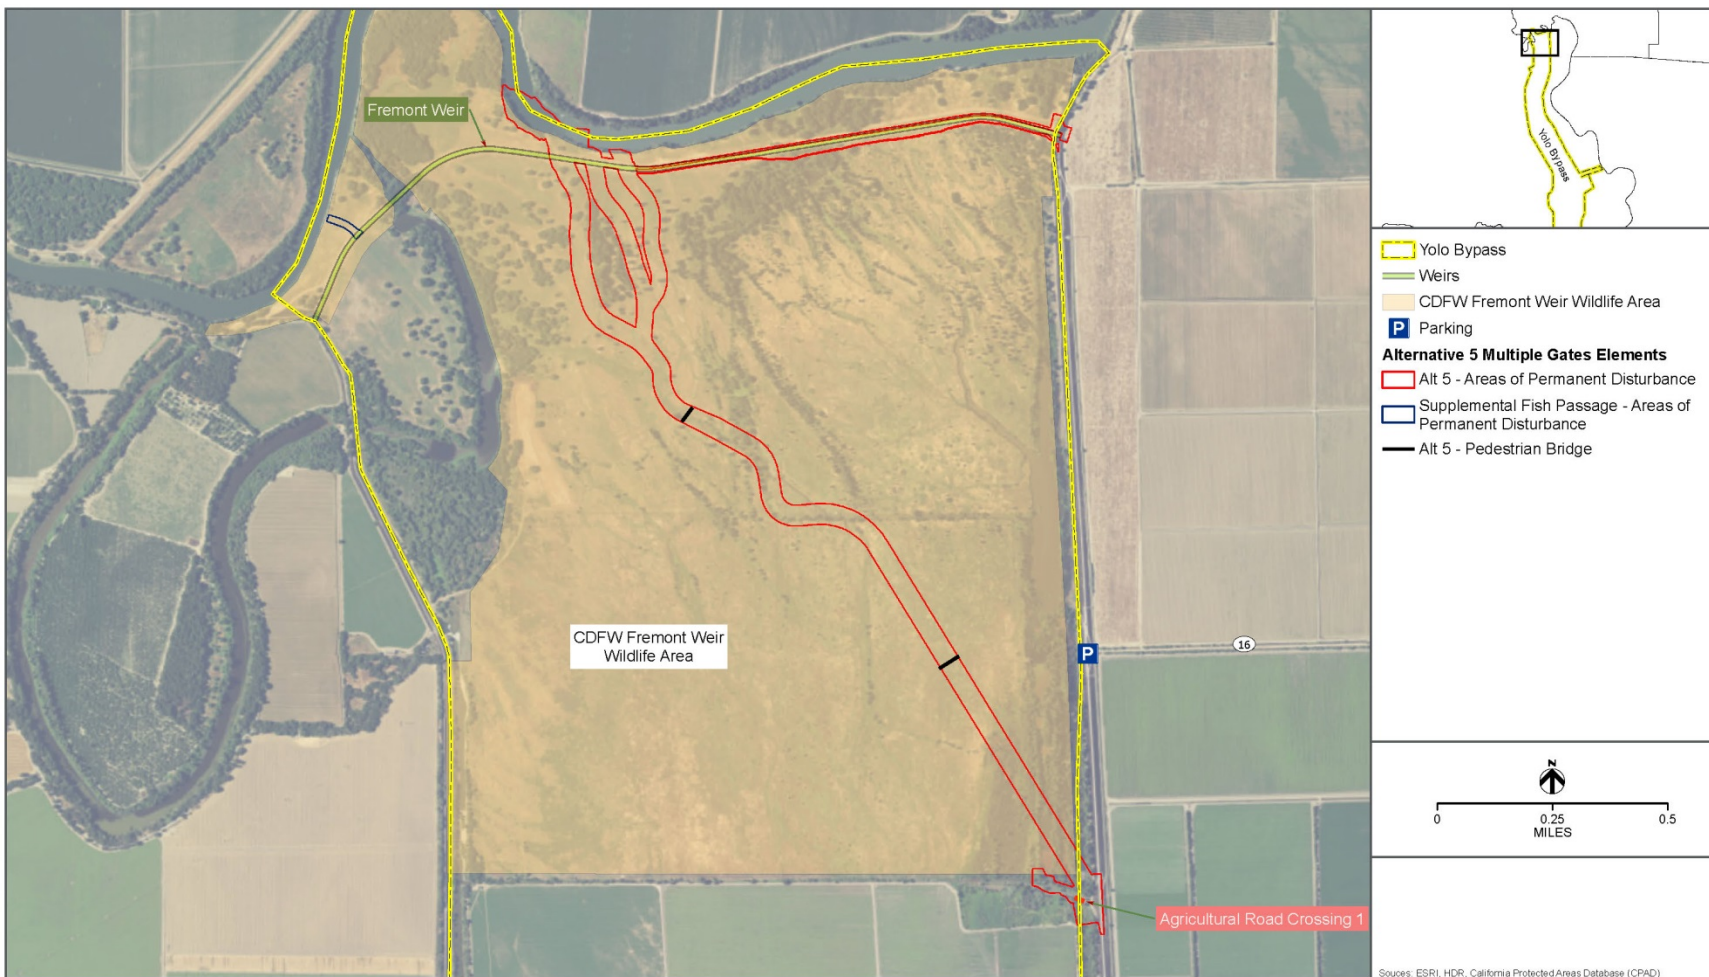 Fremont Weir
CDFW Fremont Weir
Wildlife Area
P
16
Agricultural Road Crossing 1
Yolo Bypass
Yolo Bypass
Weirs
CDFW Fremont Weir Wildlife Area
P Parking
Alternative 5 Multiple Gates Elements
Alt 5 - Areas of Permanent Disturbance
Supplemental Fish Passage - Areas of
Permanent Disturbance
Alt 5 - Pedestrian Bridge
N
0 0.25 0.5
MILES
Souces: ESRI, HDR, California Protected Areas Database (CPAD)